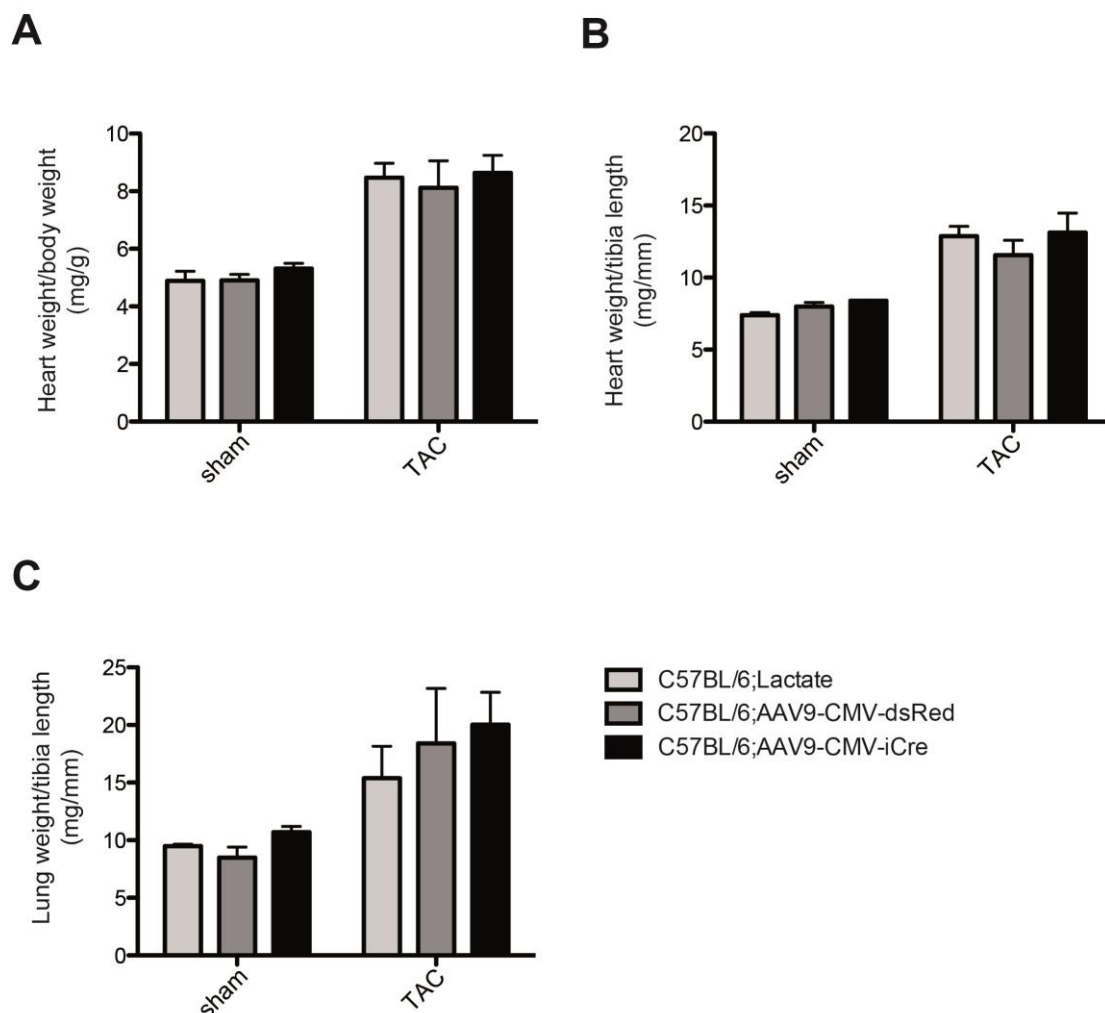 A
Heart weight/body weight
(mg/g)
10
8
6
4
2
0
sham
TAC
B
Heart weight/tibia length
(mg/mm)
20
15
10
5
0
sham
TAC
C
Lung weight/tibia length
(mg/mm)
25
20
15
10
5
0
sham
TAC
C57BL/6;Lactate
C57BL/6;AAV9-CMV-dsRed
C57BL/6;AAV9-CMV-iCre